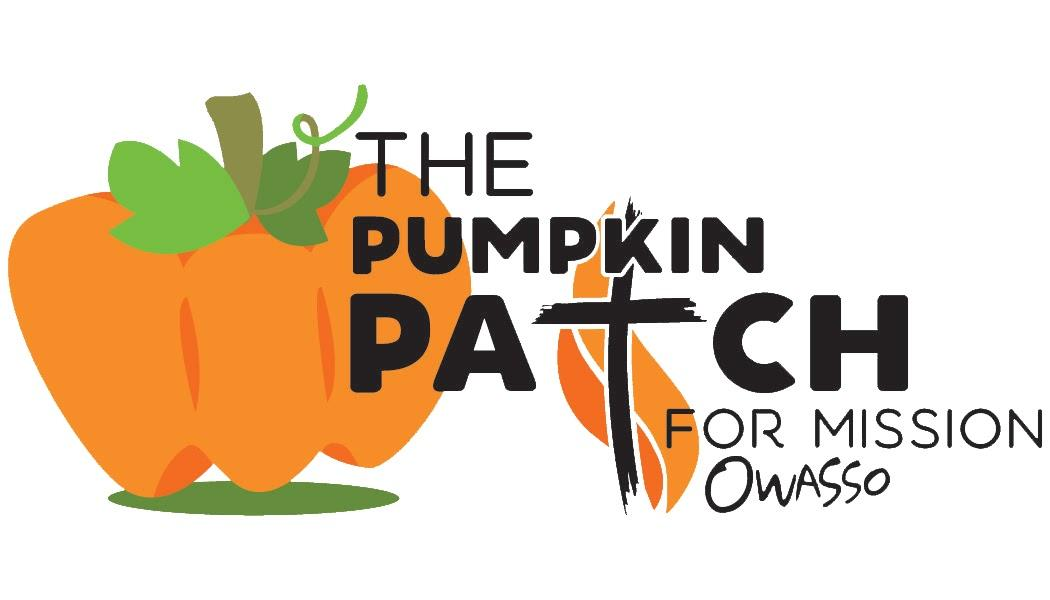 THE
PUMPKIN
PATCH
FOR MISSION
OWASSO